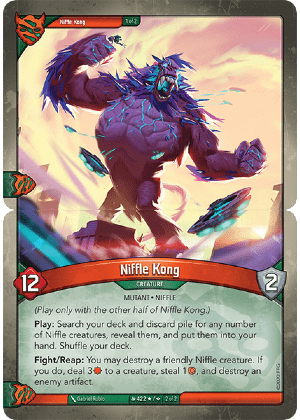 Niffle Kong
1 of 2
Niffle Kong
CREATURE
12
2
MUTANT • NIFFLE
(Play only with the other half of Niffle Kong.)
Play: Search your deck and discard pile for any number
of Niffle creatures, reveal them, and put them into your
hand. Shuffle your deck.
Fight/Reap: You may destroy a friendly Niffle creature. If
you do, deal 3 to a creature, steal 1, and destroy an
enemy artifact.
Gabriel Rubio
422
2 of 2